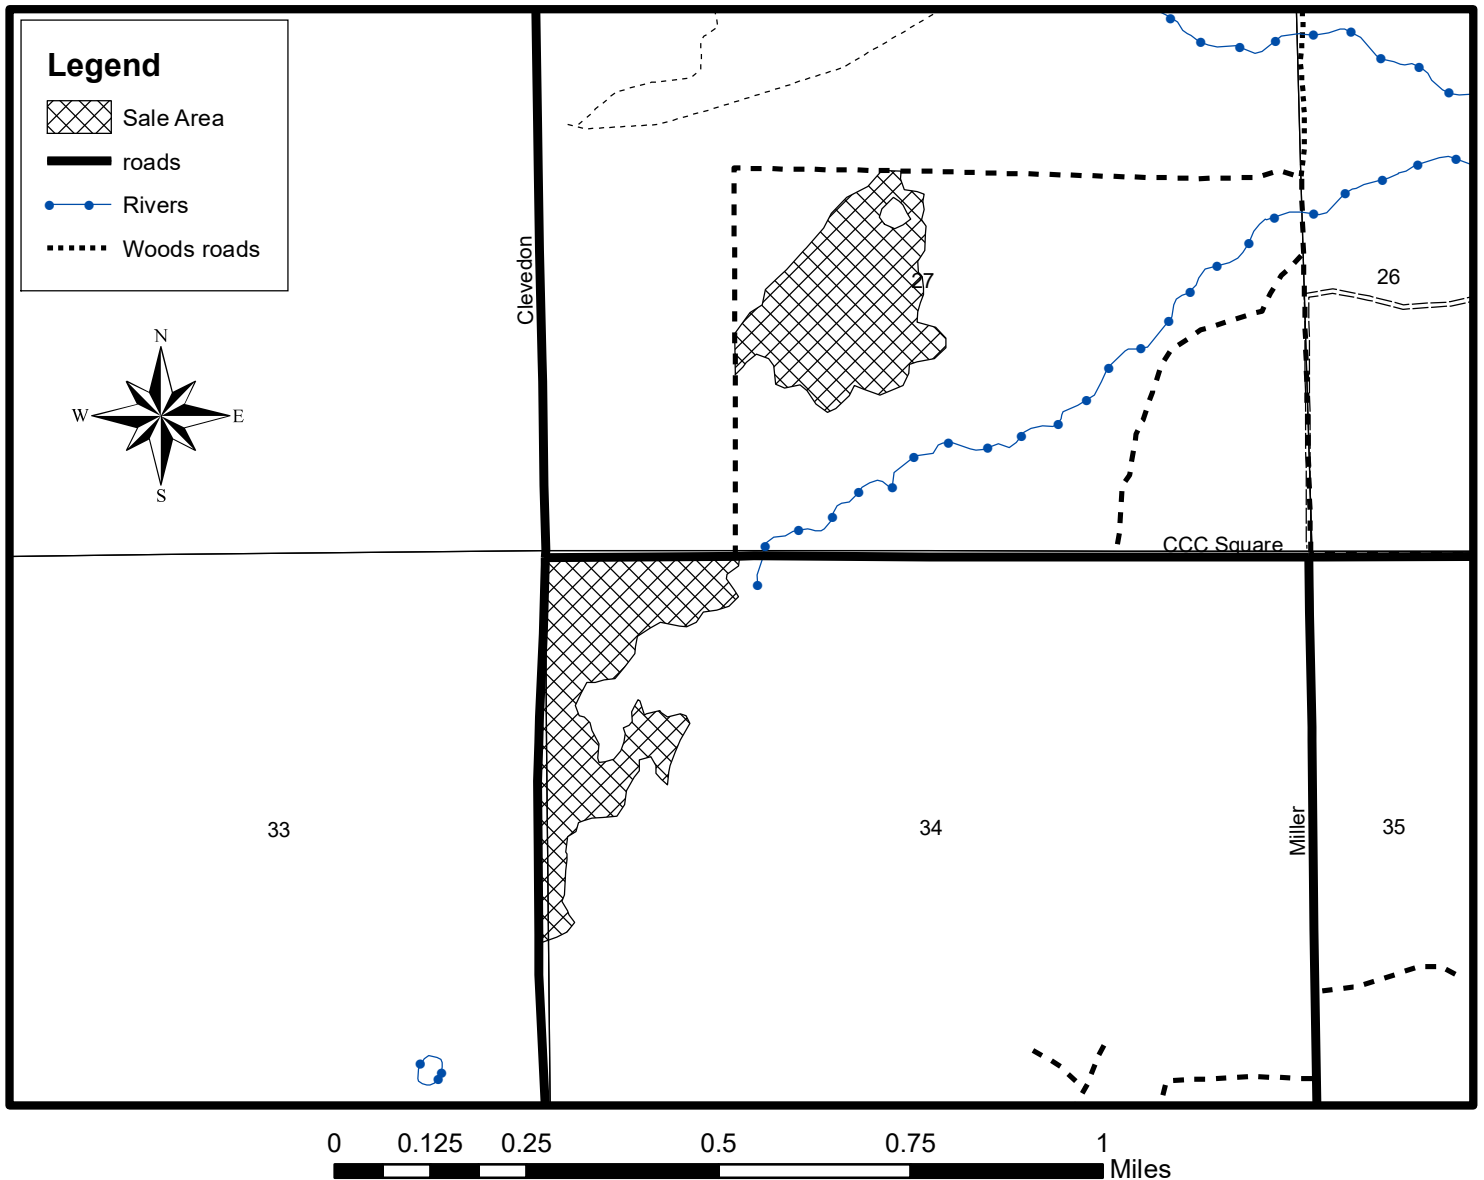 Legend
Sale Area
roads
Rivers
Woods roads
N
W
E
S
Clevedon
27
26
CCC Square
33
34
Miller
35
0
0.125
0.25
0.5
0.75
1
Miles